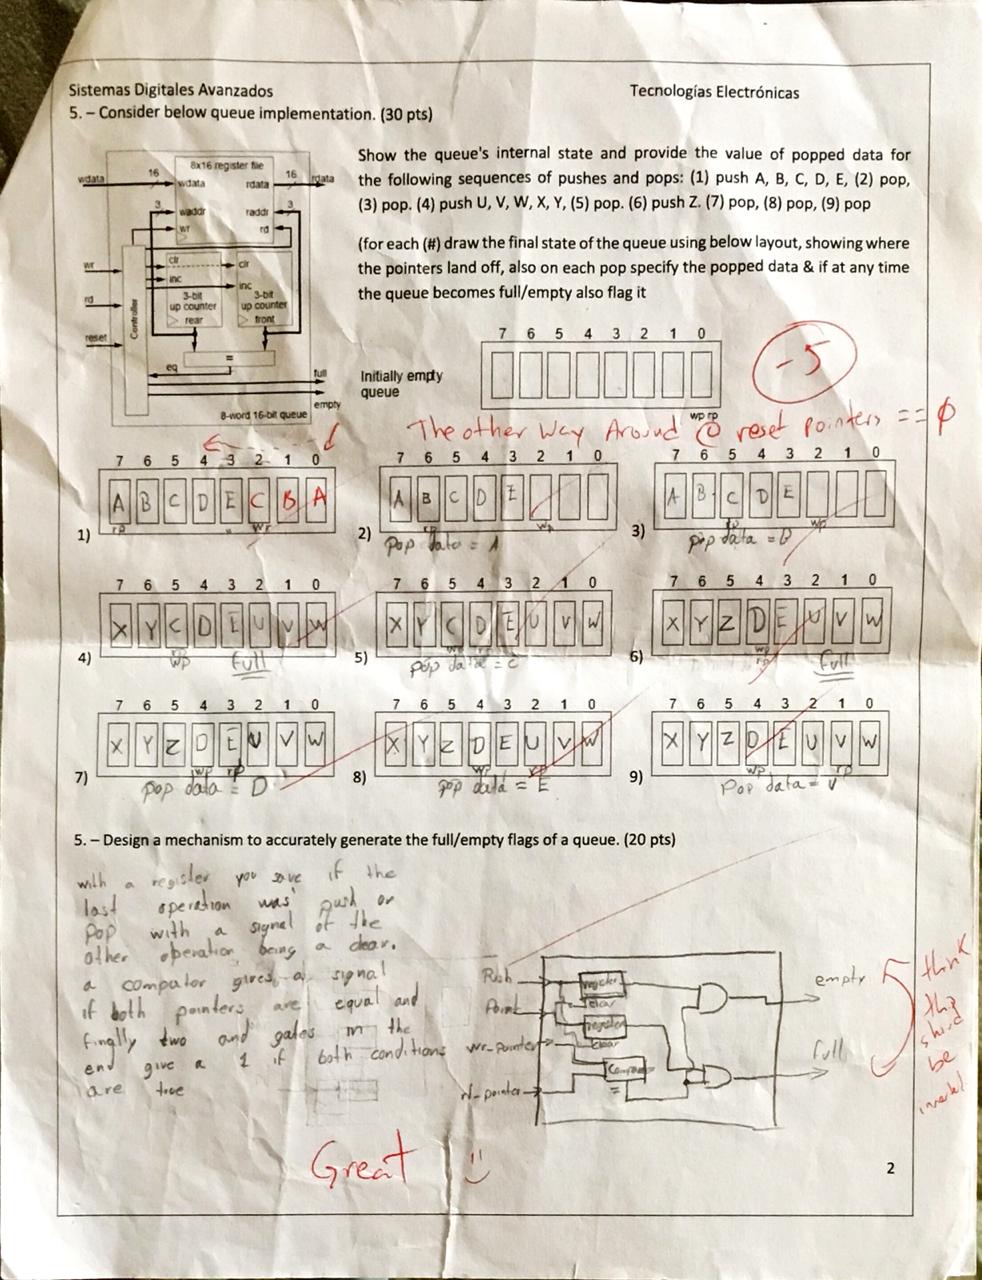 Sistemas Digitales Avanzados
Tecnologías Electrónicas
5. – Consider below queue implementation. (30 pts)
8x16 register file
wdata 16 wdata rdata 16 rdata
3 waddr raddr 3
wr rd
wr
rd
reset
Controller
clr clr
inc inc
3-bit 3-bit
up counter up counter
rear front
=
eq
full
empty
8-word 16-bit queue
Show the queue's internal state and provide the value of popped data for
the following sequences of pushes and pops: (1) push A, B, C, D, E, (2) pop,
(3) pop. (4) push U, V, W, X, Y, (5) pop. (6) push Z. (7) pop, (8) pop, (9) pop
(for each (#) draw the final state of the queue using below layout, showing where
the pointers land off, also on each pop specify the popped data & if at any time
the queue becomes full/empty also flag it
7 6 5 4 3 2 1 0
Initially empty
queue
wp rp
-5
The other Way Around @ reset pointers == ϕ
7 6 5 4 3 2 1 0
A B C D E C B A
rp wr
1)
7 6 5 4 3 2 1 0
A B C D E
rp wp
2) pop data = A
7 6 5 4 3 2 1 0
A B C D E
rp wp
3) pop data = B
7 6 5 4 3 2 1 0
X Y C D E U V W
4) wp full
7 6 5 4 3 2 1 0
X Y C D E U V W
5) pop data = C
7 6 5 4 3 2 1 0
X Y Z D E U V W
wp
rp
6) full
7 6 5 4 3 2 1 0
X Y Z D E U V W
wp rp
7) pop data = D
7 6 5 4 3 2 1 0
X Y Z D E U V W
wp rp
8) pop data = E
7 6 5 4 3 2 1 0
X Y Z D E U V W
wp rp
9) Pop data = V
5. – Design a mechanism to accurately generate the full/empty flags of a queue. (20 pts)
with a register you save if the
last operation was push or
pop with a signal of the
other operation being a clear.
a computor gives a signal
if both pointers are equal and
finglly two and gates in the
end give a 1 if both conditions
are true
Push
wr-pointer
rd-pointer
register
clear
register
clear
=
empty
full
think
this
should
be
Great :)
2